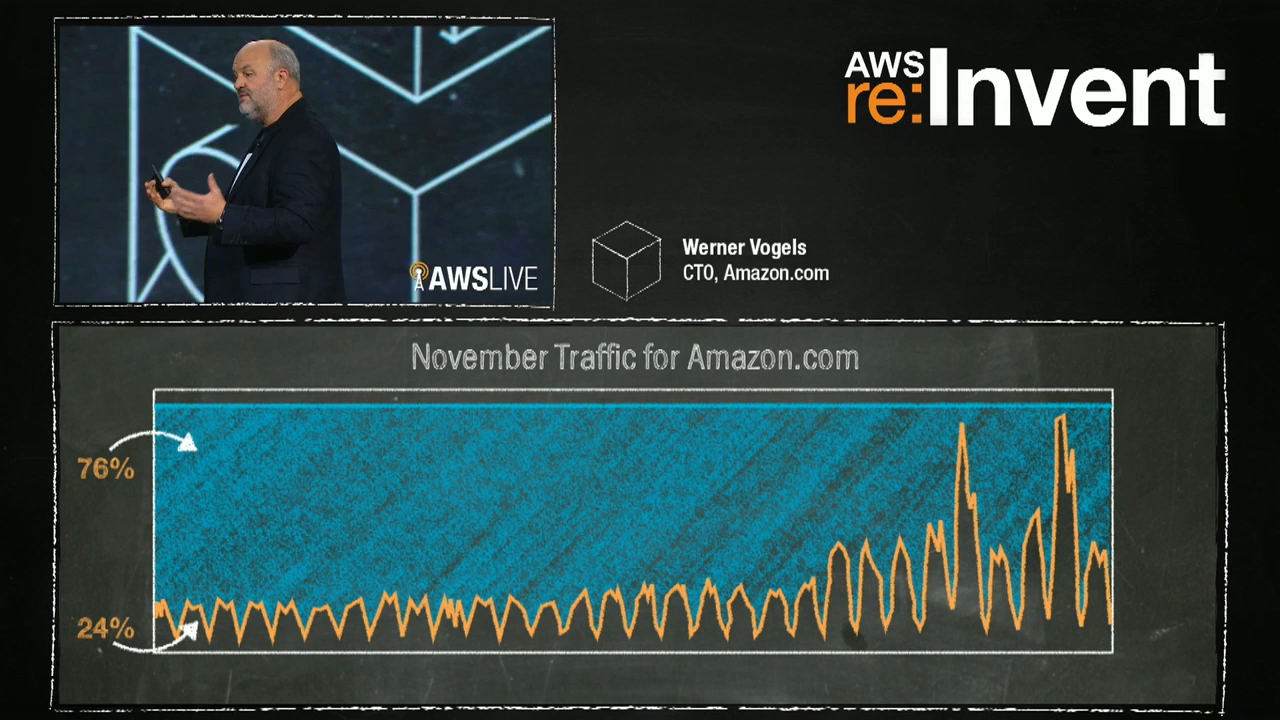 AWS
re:Invent
AWSLIVE
Werner Vogels
CTO, Amazon.com
November Traffic for Amazon.com
76%
24%